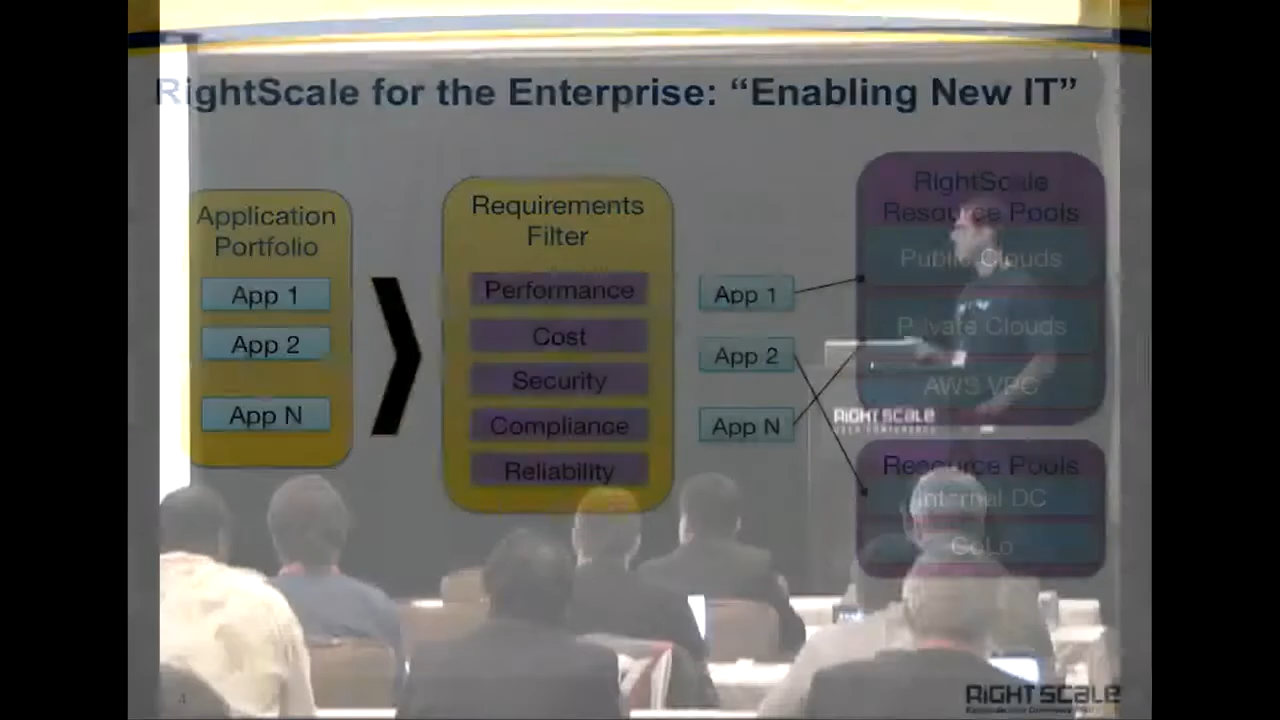 RightScale for the Enterprise: “Enabling New IT”
Application
Portfolio
App 1
App 2
App N
Requirements
Filter
Performance
Cost
Security
Compliance
Reliability
App 1
App 2
App N
RightScale
Resource Pools
Public Clouds
Private Clouds
AWS VPC
Resource Pools
Internal DC
CoLo
RIGHTSCALE
4
RIGHTSCALE